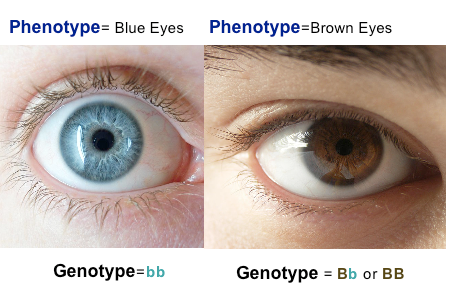 Phenotype= Blue Eyes
Phenotype=Brown Eyes
Genotype=bb
Genotype = Bb or BB